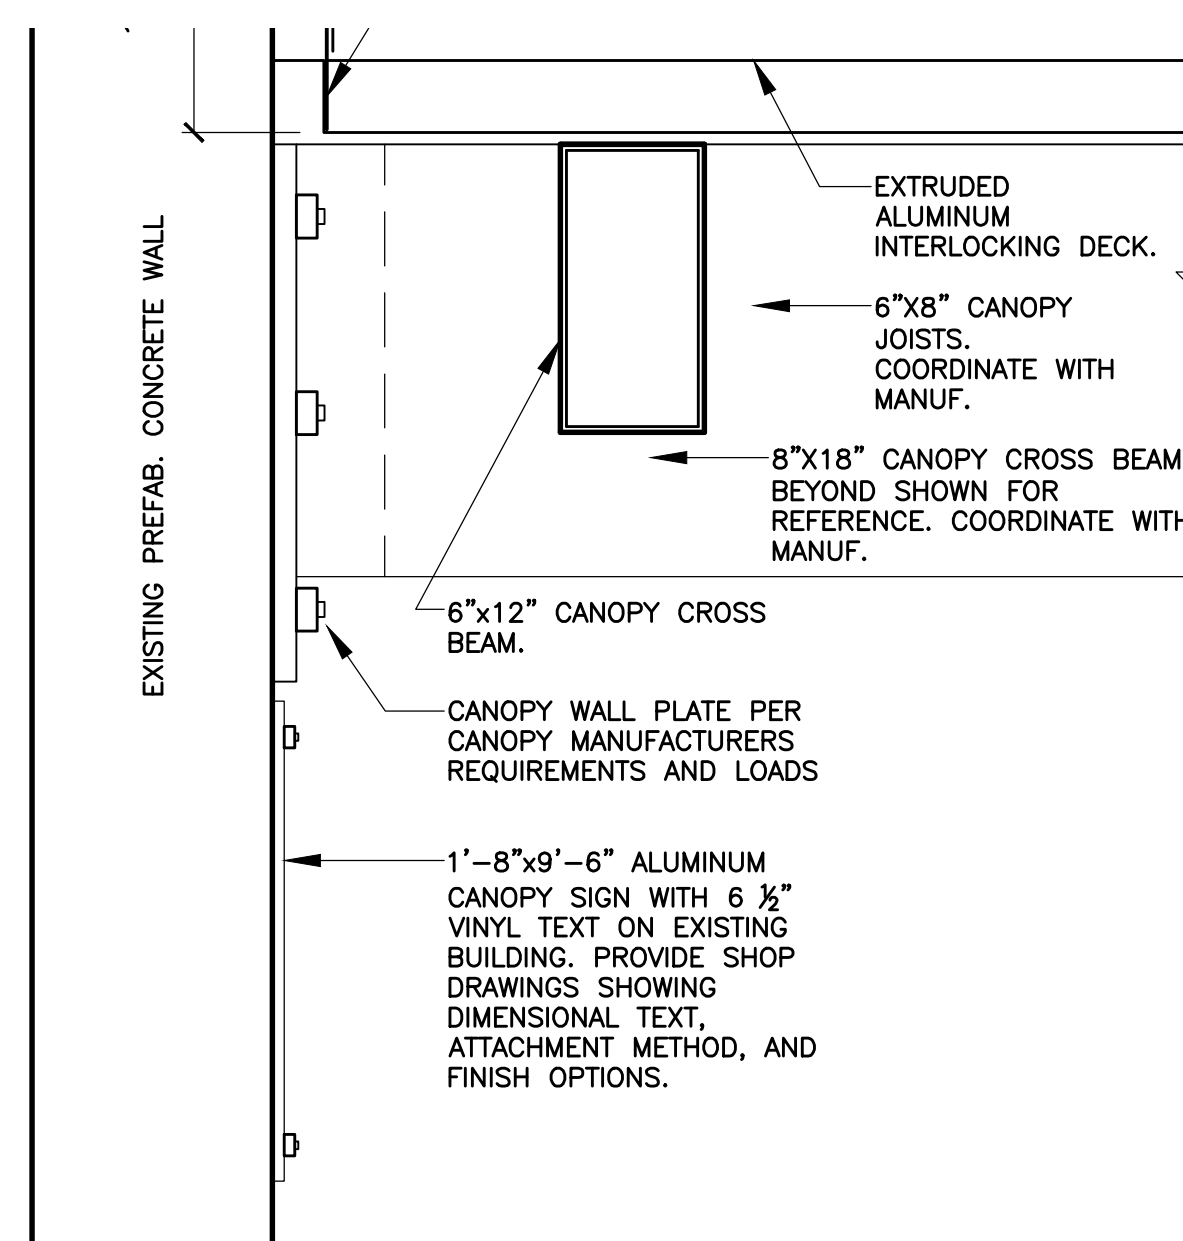 EXTRUDED
ALUMINUM
INTERLOCKING DECK.
6"X8" CANOPY
JOISTS.
COORDINATE WITH
MANUF.
8"X18" CANOPY CROSS BEAM
BEYOND SHOWN FOR
REFERENCE. COORDINATE WITH
MANUF.
EXISTING PREFAB. CONCRETE WALL
6"x12" CANOPY CROSS
BEAM.
CANOPY WALL PLATE PER
CANOPY MANUFACTURERS
REQUIREMENTS AND LOADS
1'-8"x9'-6" ALUMINUM
CANOPY SIGN WITH 6 ½"
VINYL TEXT ON EXISTING
BUILDING. PROVIDE SHOP
DRAWINGS SHOWING
DIMENSIONAL TEXT,
ATTACHMENT METHOD, AND
FINISH OPTIONS.